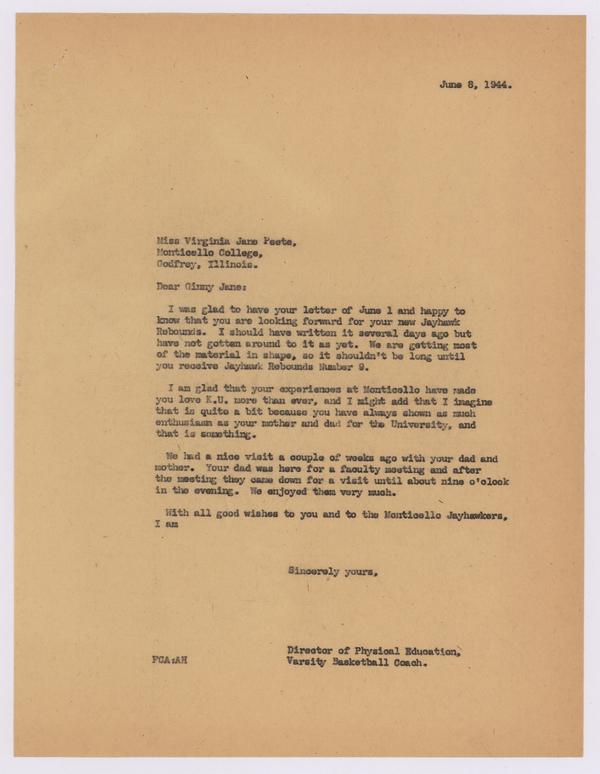 June 8, 1944.
Miss Virginia Jane Peete,
Monticello College,
Godfrey, Illinois.
Dear Ginny Jane:
I was glad to have your letter of June 1 and happy to
know that you are looking forward for your new Jayhawk
Rebounds. I should have written it several days ago but
have not gotten around to it as yet. We are getting most
of the material in shape, so it shouldn't be long until
you receive Jayhawk Rebounds Number 9.
I am glad that your experiences at Monticello have made
you love K.U. more than ever, and I might add that I imagine
that is quite a bit because you have always shown as much
enthusiasm as your mother and dad for the University, and
that is something.
We had a nice visit a couple of weeks ago with your dad and
mother. Your dad was here for a faculty meeting and after
the meeting they came down for a visit until about nine o'clock
in the evening. We enjoyed them very much.
With all good wishes to you and to the Monticello Jayhawkers,
I am
Sincerely yours,
Director of Physical Education,
FCA:AH Varsity Basketball Coach.